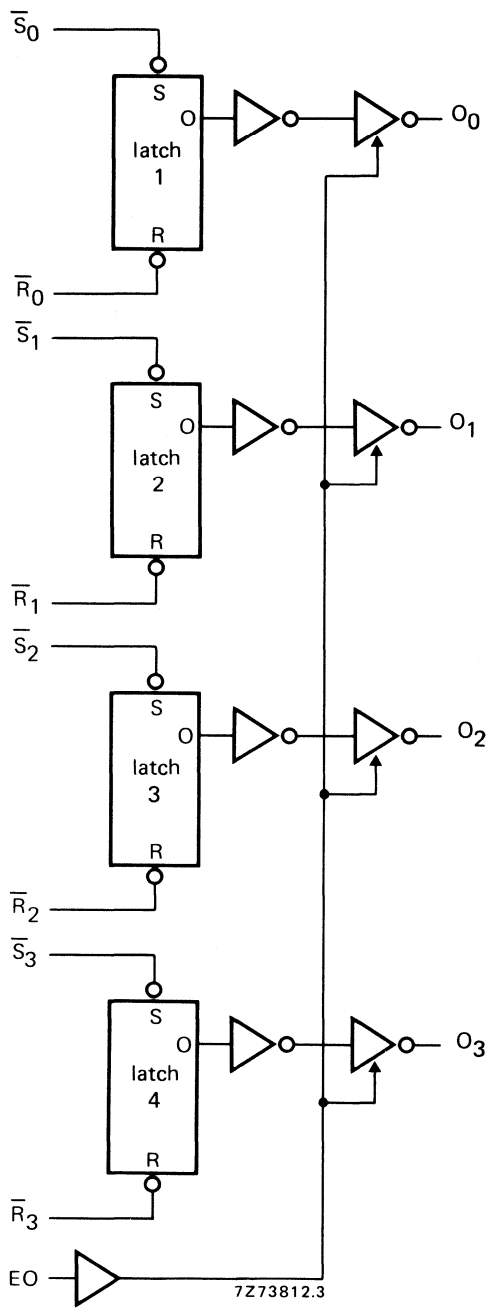 S̅0
S
O
O0
latch
1
R
R̅0
S̅1
S
O
O1
latch
2
R
R̅1
S̅2
S
O
O2
latch
3
R
R̅2
S̅3
S
O
O3
latch
4
R
R̅3
EO
7Z73812.3